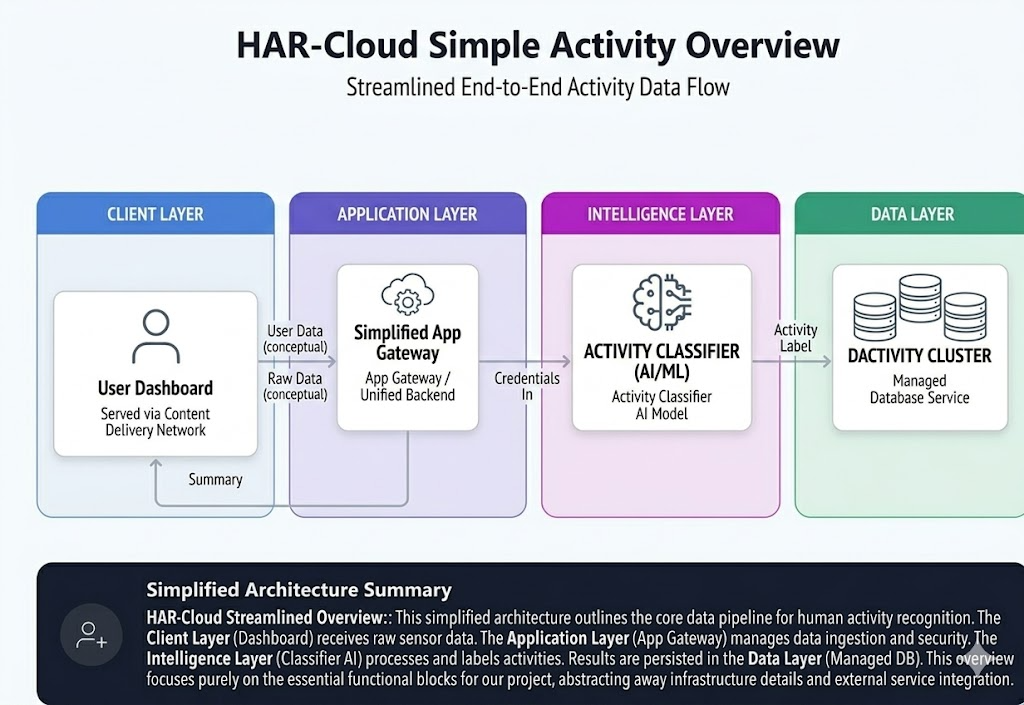 HAR-Cloud Simple Activity Overview
Streamlined End-to-End Activity Data Flow
CLIENT LAYER
User Dashboard
Served via Content
Delivery Network
User Data
(conceptual)
Raw Data
(conceptual)
Summary
APPLICATION LAYER
Simplified App
Gateway
App Gateway /
Unified Backend
Credentials
In
INTELLIGENCE LAYER
ACTIVITY CLASSIFIER
(AI/ML)
Activity Classifier
AI Model
Activity
Label
DATA LAYER
DACTIVITY CLUSTER
Managed
Database Service
Simplified Architecture Summary
HAR-Cloud Streamlined Overview:: This simplified architecture outlines the core data pipeline for human activity recognition. The
Client Layer (Dashboard) receives raw sensor data. The Application Layer (App Gateway) manages data ingestion and security. The
Intelligence Layer (Classifier AI) processes and labels activities. Results are persisted in the Data Layer (Managed DB). This overview
focuses purely on the essential functional blocks for our project, abstracting away infrastructure details and external service integration.